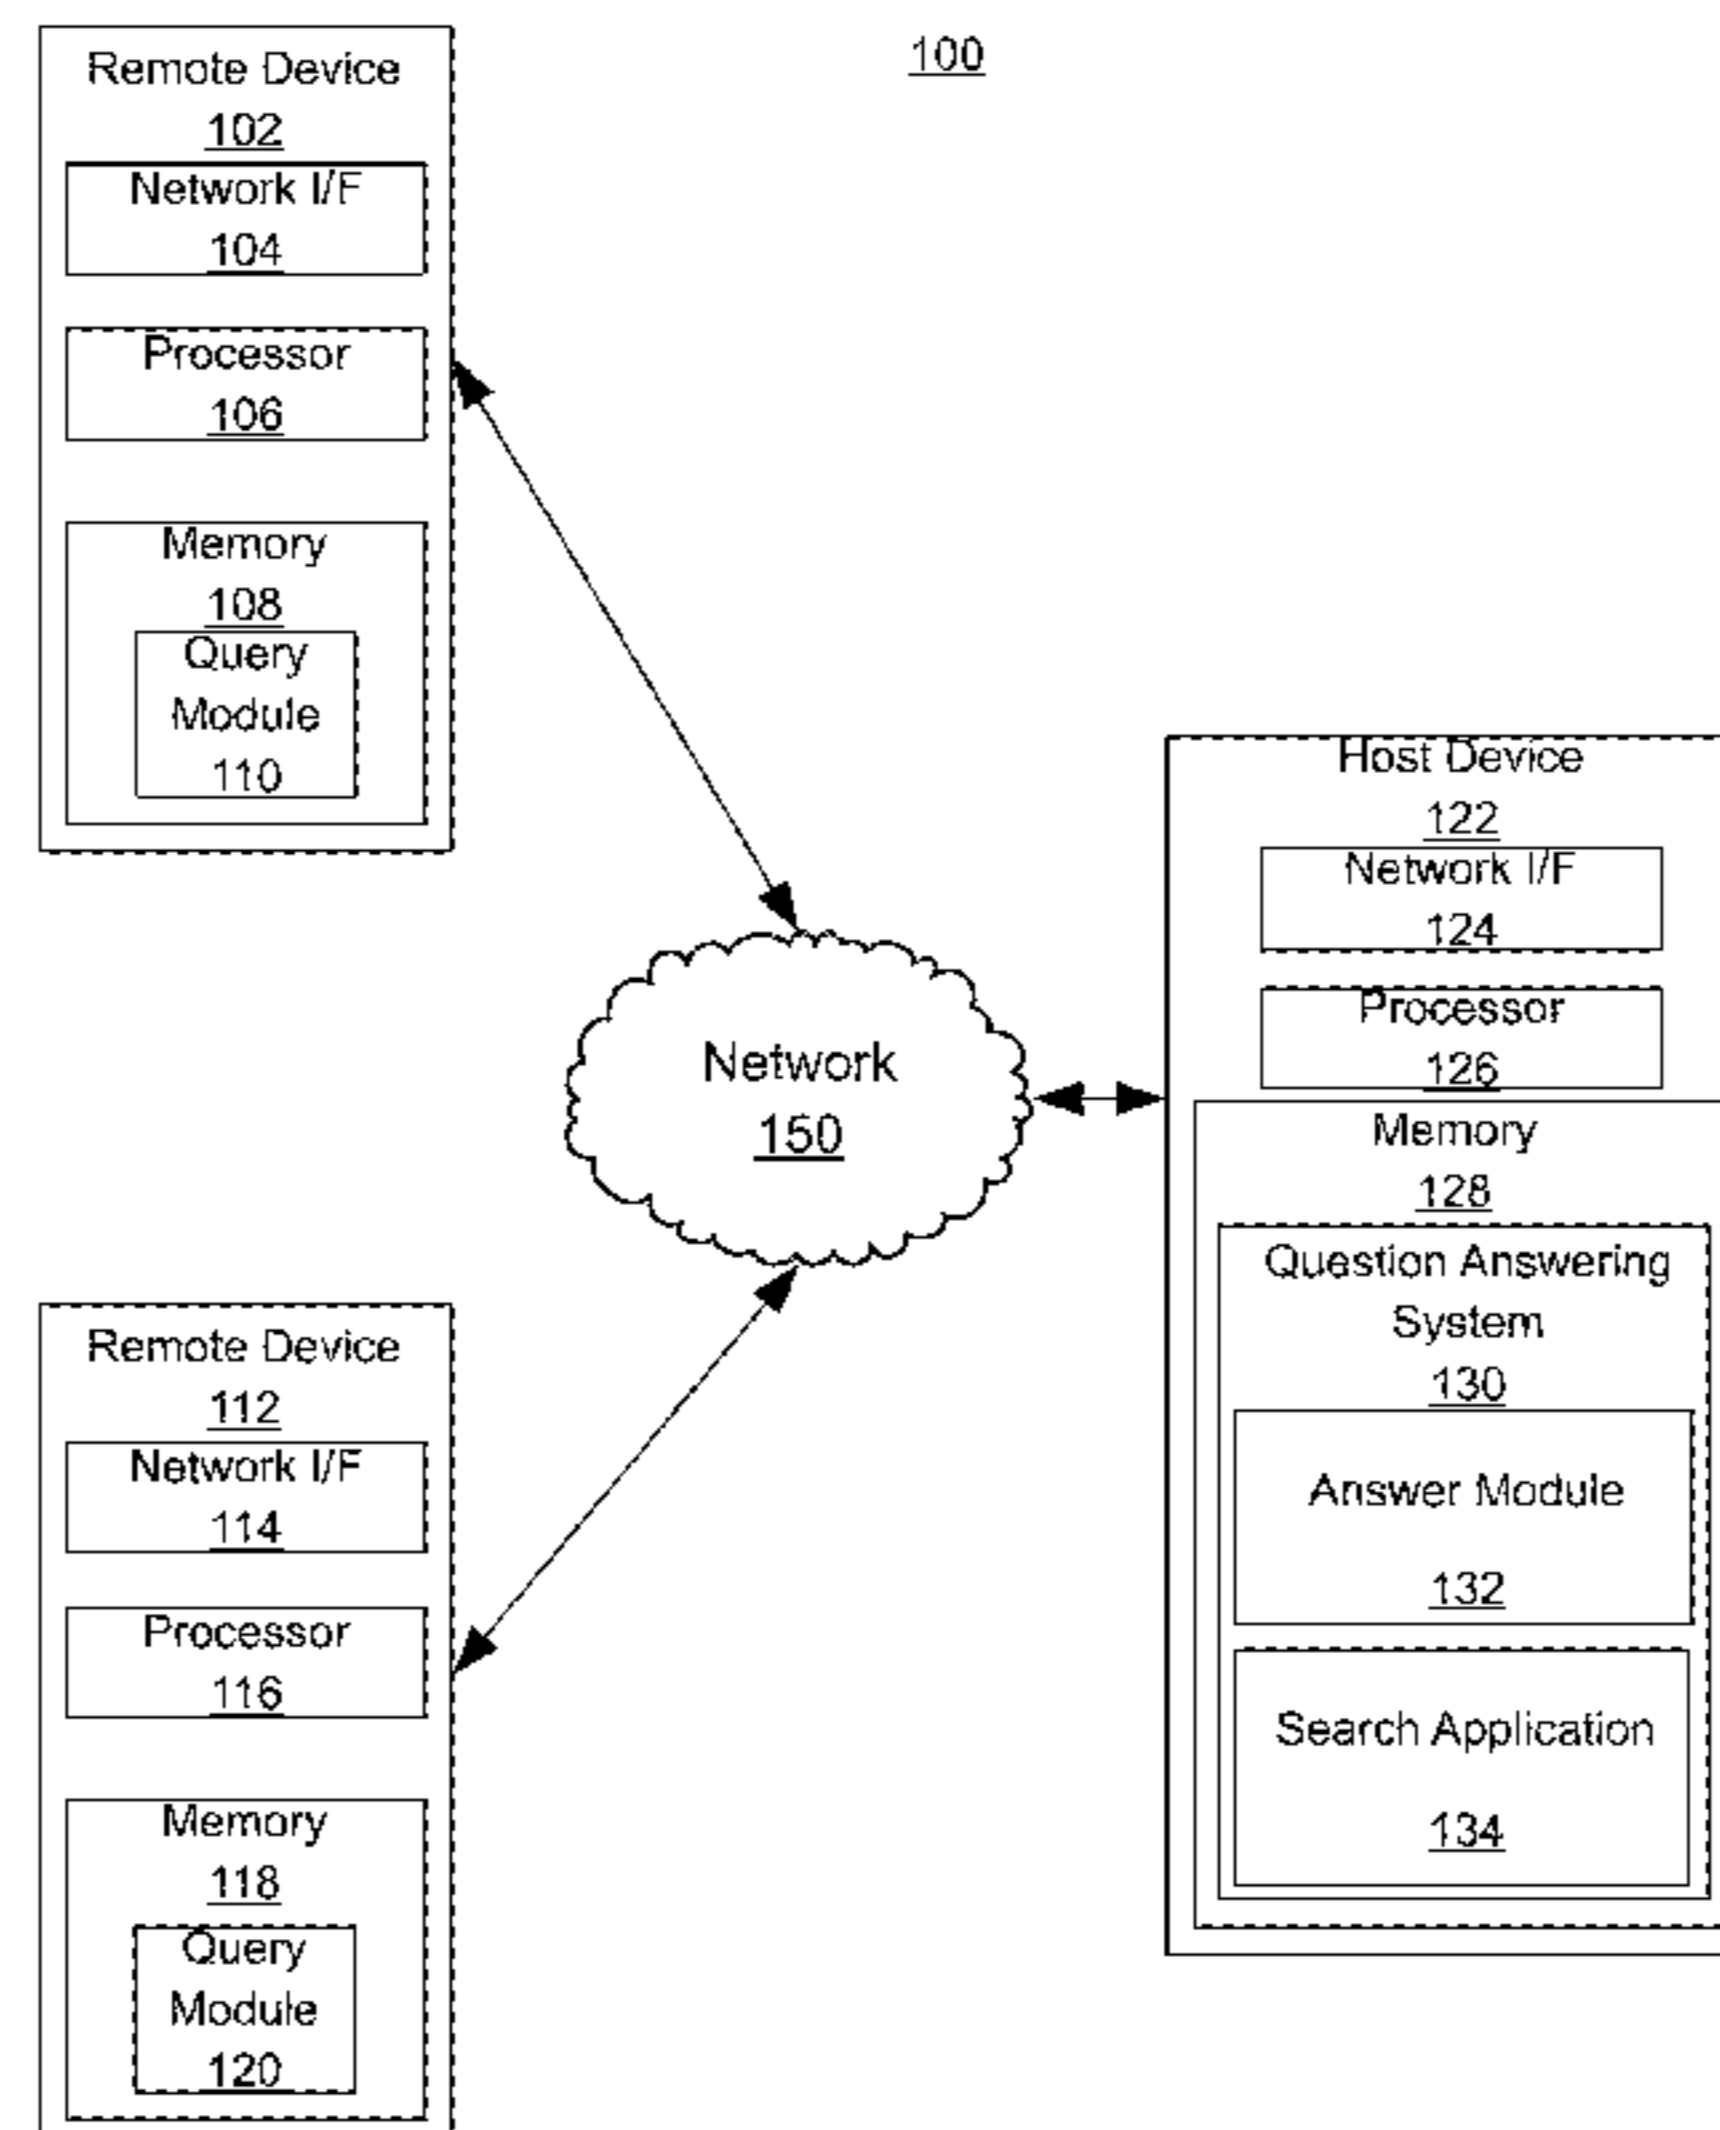 100
Remote Device
102
Network I/F
104
Processor
106
Memory
108
Query
Module
110
Network
150
Remote Device
112
Network I/F
114
Processor
116
Memory
118
Query
Module
120
Host Device
122
Network I/F
124
Processor
126
Memory
128
Question Answering
System
130
Answer Module
132
Search Application
134